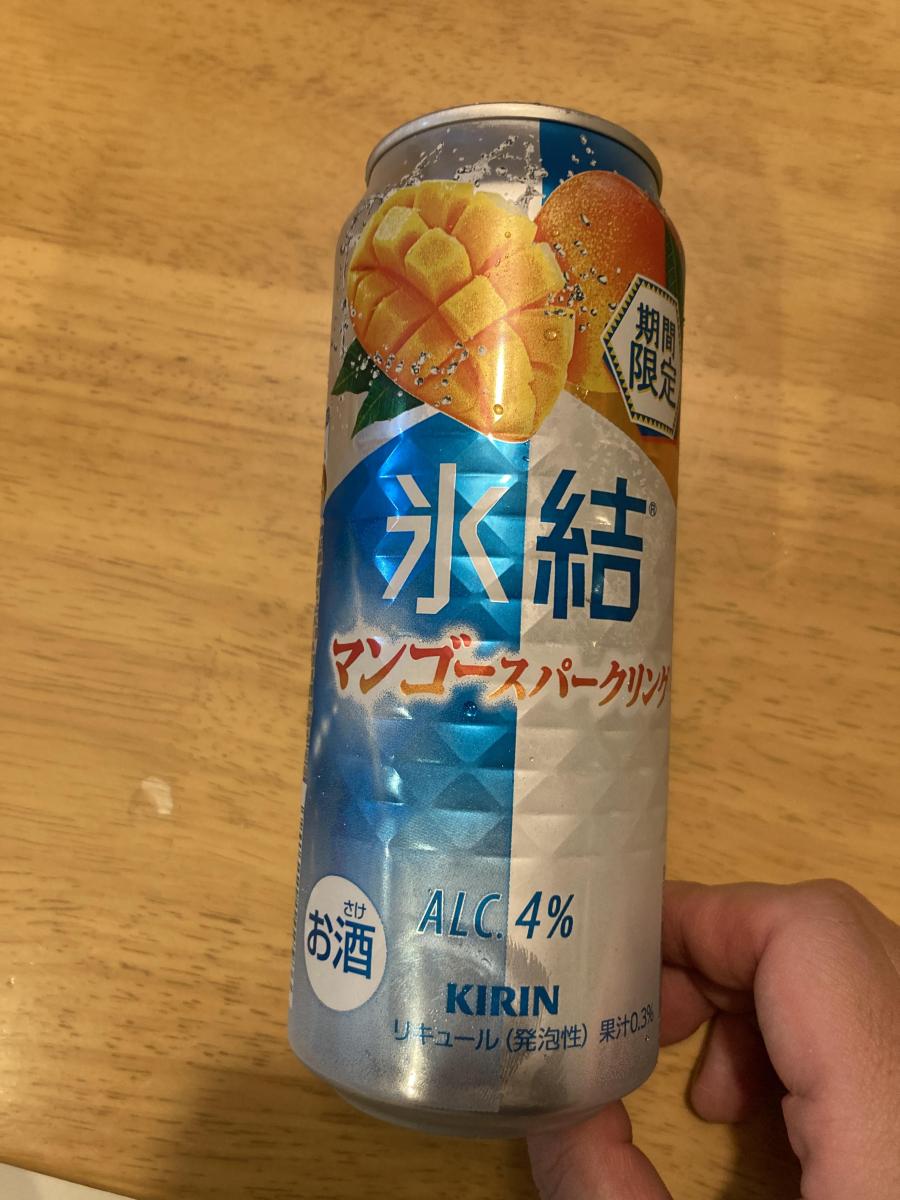 期間
限定
氷結®
マンゴースパークリング
ALC. 4%
さけ
お酒
KIRIN
リキュール(発泡性) 果汁0.3%